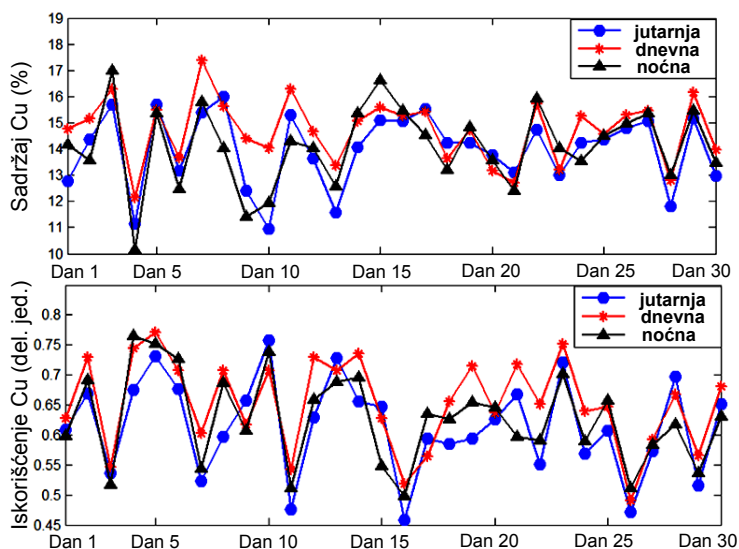 19
18
17
16
15
14
13
12
11
10
Sadržaj Cu (%)
jutarnja
dnevna
noćna
Dan 1 Dan 5 Dan 10 Dan 15 Dan 20 Dan 25 Dan 30
0.8
0.75
0.7
0.65
0.6
0.55
0.5
0.45
Iskorišćenje Cu (del. jed.)
jutarnja
dnevna
noćna
Dan 1 Dan 5 Dan 10 Dan 15 Dan 20 Dan 25 Dan 30